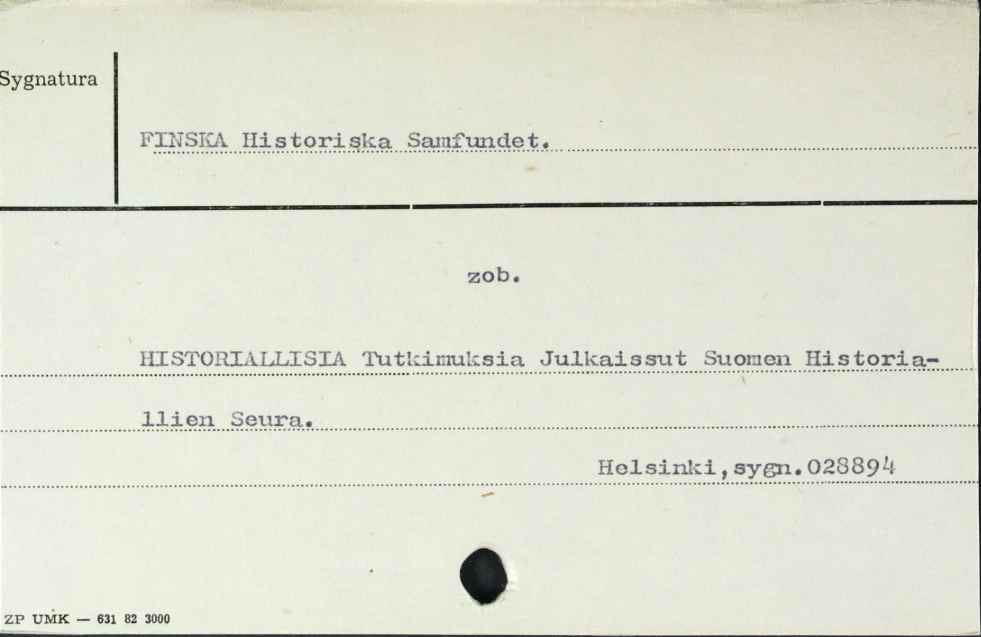 Sygnatura
FINSKA Historiska Samfundet.
zob.
HISTORIALLISIA Tutkimuksia Julkaissut Suomen Historia-
llien Seura.
Helsinki,sygn.028894
ZP UMK — 631 82 3000